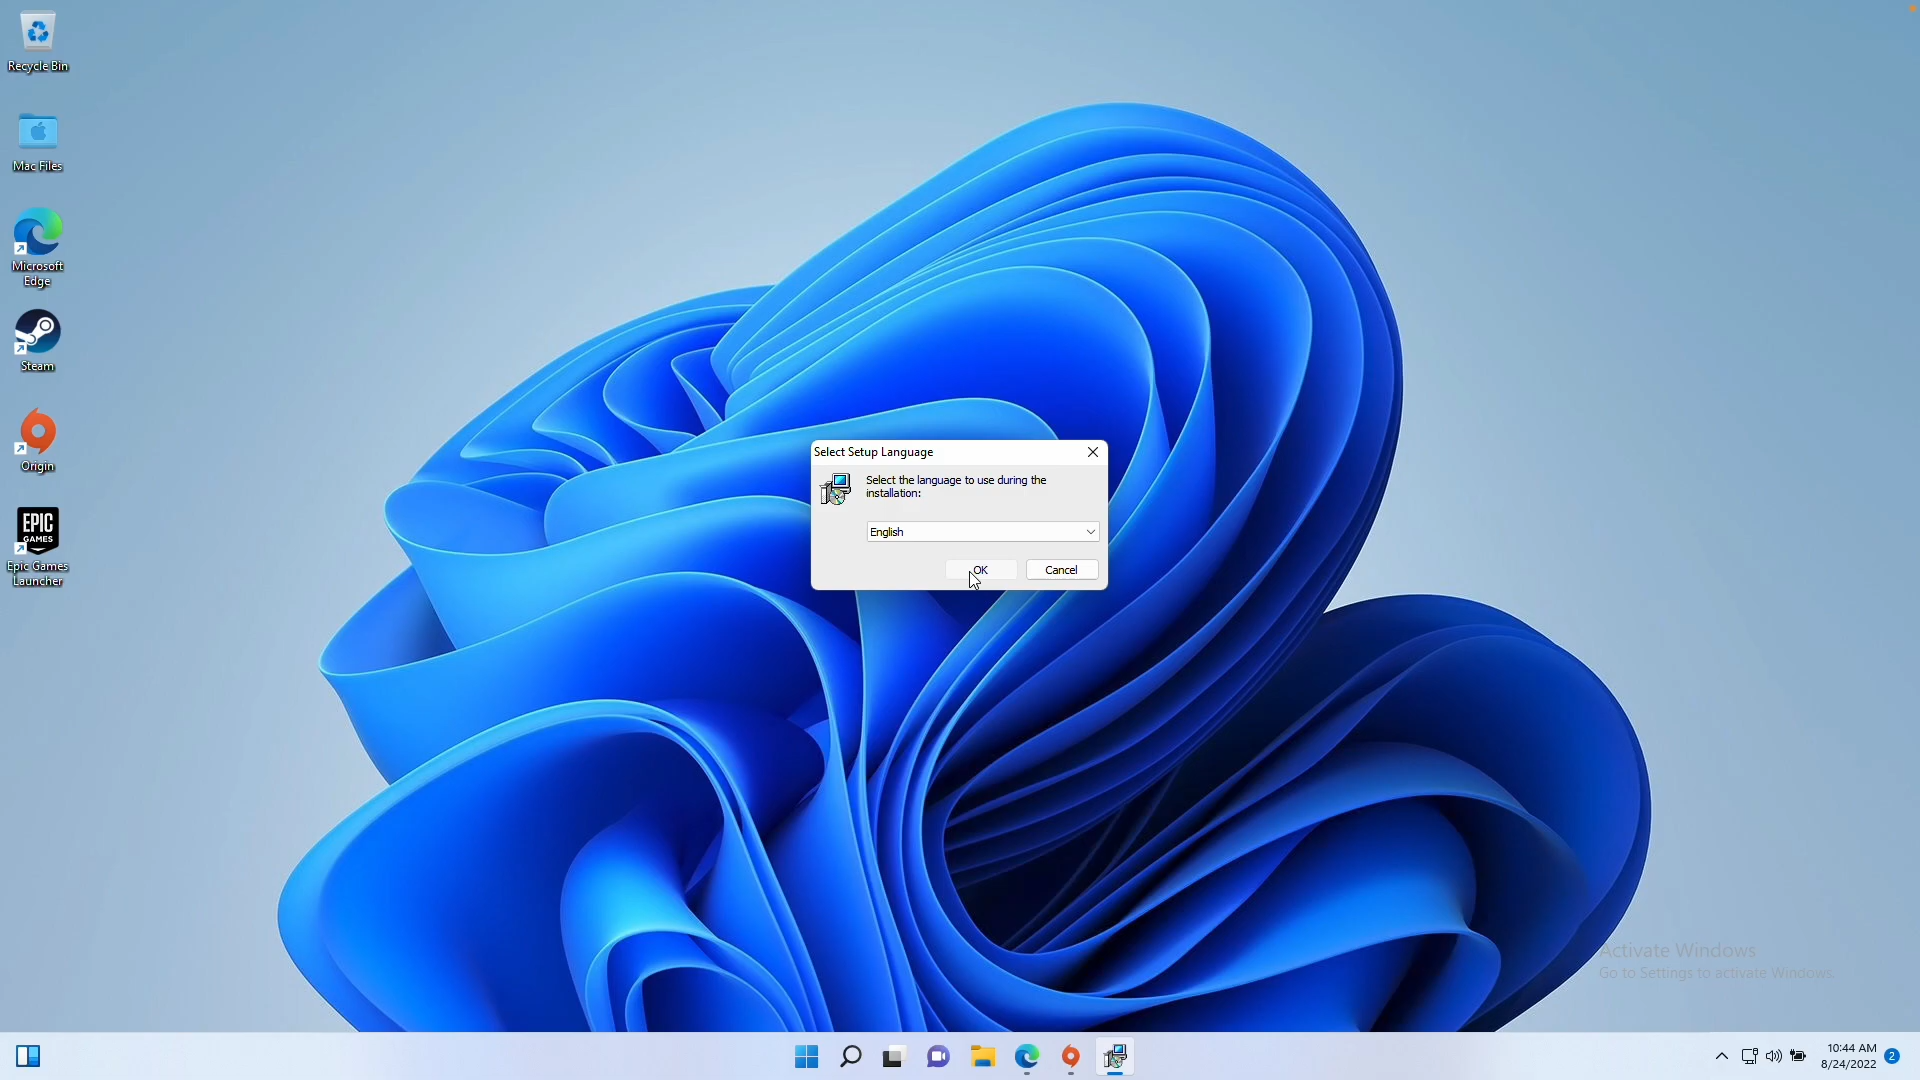 Recycle Bin
Mac Files
Microsoft
Edge
Steam
Origin
EPIC
GAMES
Epic Games
Launcher
Select Setup Language
Select the language to use during the
installation:
English
OK
Cancel
Activate Windows
Go to Settings to activate Windows.
10:44 AM
8/24/2022
2